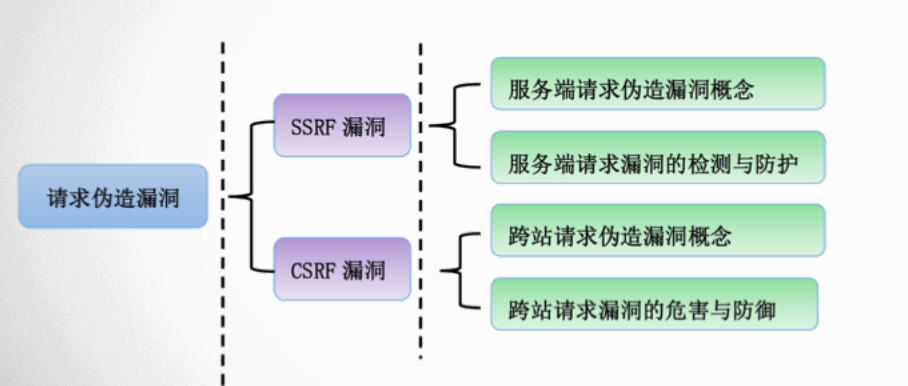 请求伪造漏洞
SSRF 漏洞
服务端请求伪造漏洞概念
服务端请求漏洞的检测与防护
CSRF 漏洞
跨站请求伪造漏洞概念
跨站请求漏洞的危害与防御